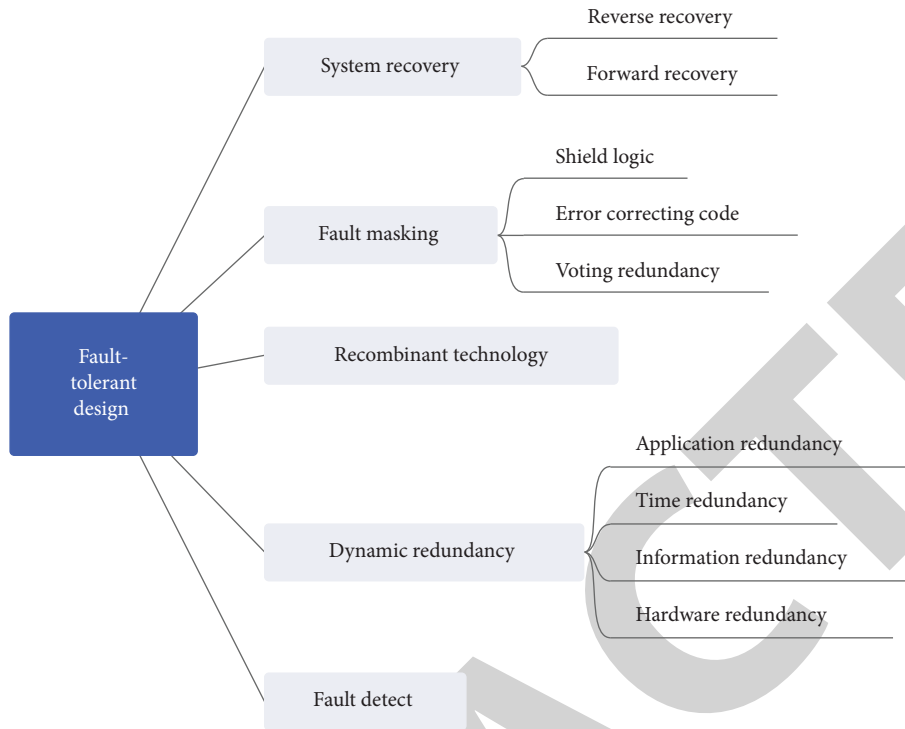 Fault-
tolerant
design
System recovery
Reverse recovery
Forward recovery
Fault masking
Shield logic
Error correcting code
Voting redundancy
Recombinant technology
Dynamic redundancy
Application redundancy
Time redundancy
Information redundancy
Hardware redundancy
Fault detect